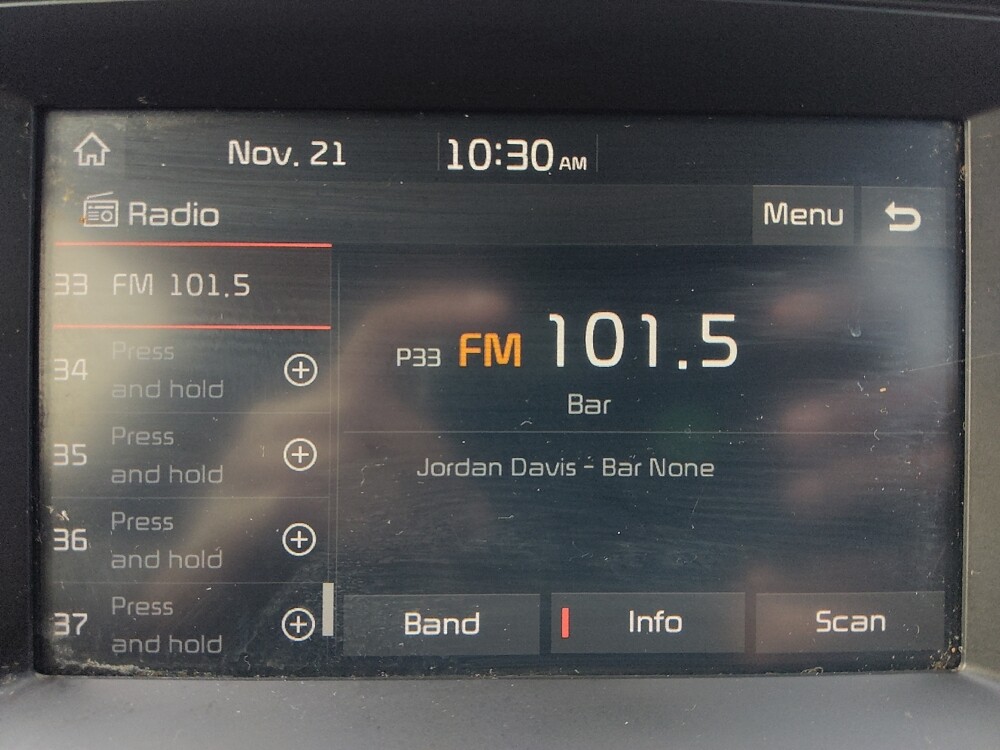 Nov. 21 10:30 AM
Radio Menu
33 FM 101.5
34 Press
and hold
35 Press
and hold
36 Press
and hold
37 Press
and hold
P33 FM 101.5
Bar
Jordan Davis - Bar None
Band Info Scan